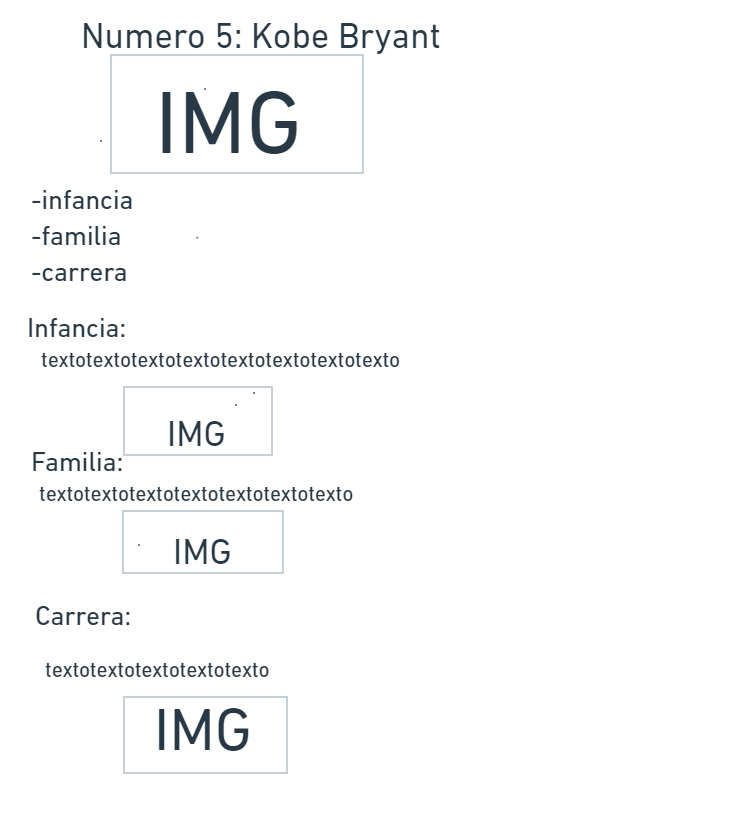 Numero 5: Kobe Bryant
IMG
-infancia
-familia
-carrera
Infancia:
textotextotextotextotextotextotextotexto
IMG
Familia:
textotextotextotextotextotextotexto
IMG
Carrera:
textotextotextotextotexto
IMG